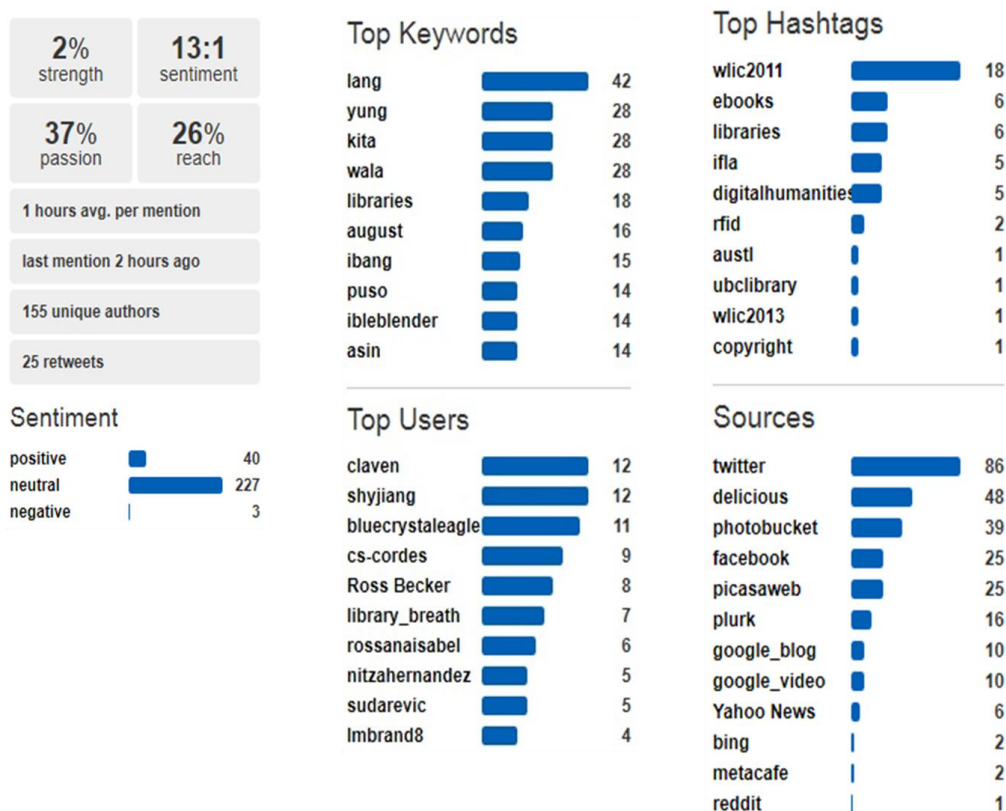 2%
strength
13:1
sentiment
37%
passion
26%
reach
1 hours avg. per mention
last mention 2 hours ago
155 unique authors
25 retweets
Sentiment
positive 40
neutral 227
negative 3
Top Keywords
lang 42
yung 28
kita 28
wala 28
libraries 18
august 16
ibang 15
puso 14
ibleblender 14
asin 14
Top Users
claven 12
shyjiang 12
bluecrystaleagle 11
cs-cordes 9
Ross Becker 8
library_breath 7
rossanaisabel 6
nitzahernandez 5
sudarevic 5
lmbrand8 4
Top Hashtags
wlic2011 18
ebooks 6
libraries 6
ifla 5
digitalhumanities 5
rfid 2
austl 1
ubclibrary 1
wlic2013 1
copyright 1
Sources
twitter 86
delicious 48
photobucket 39
facebook 25
picasaweb 25
plurk 16
google_blog 10
google_video 10
Yahoo News 6
bing 2
metacafe 2
reddit 1